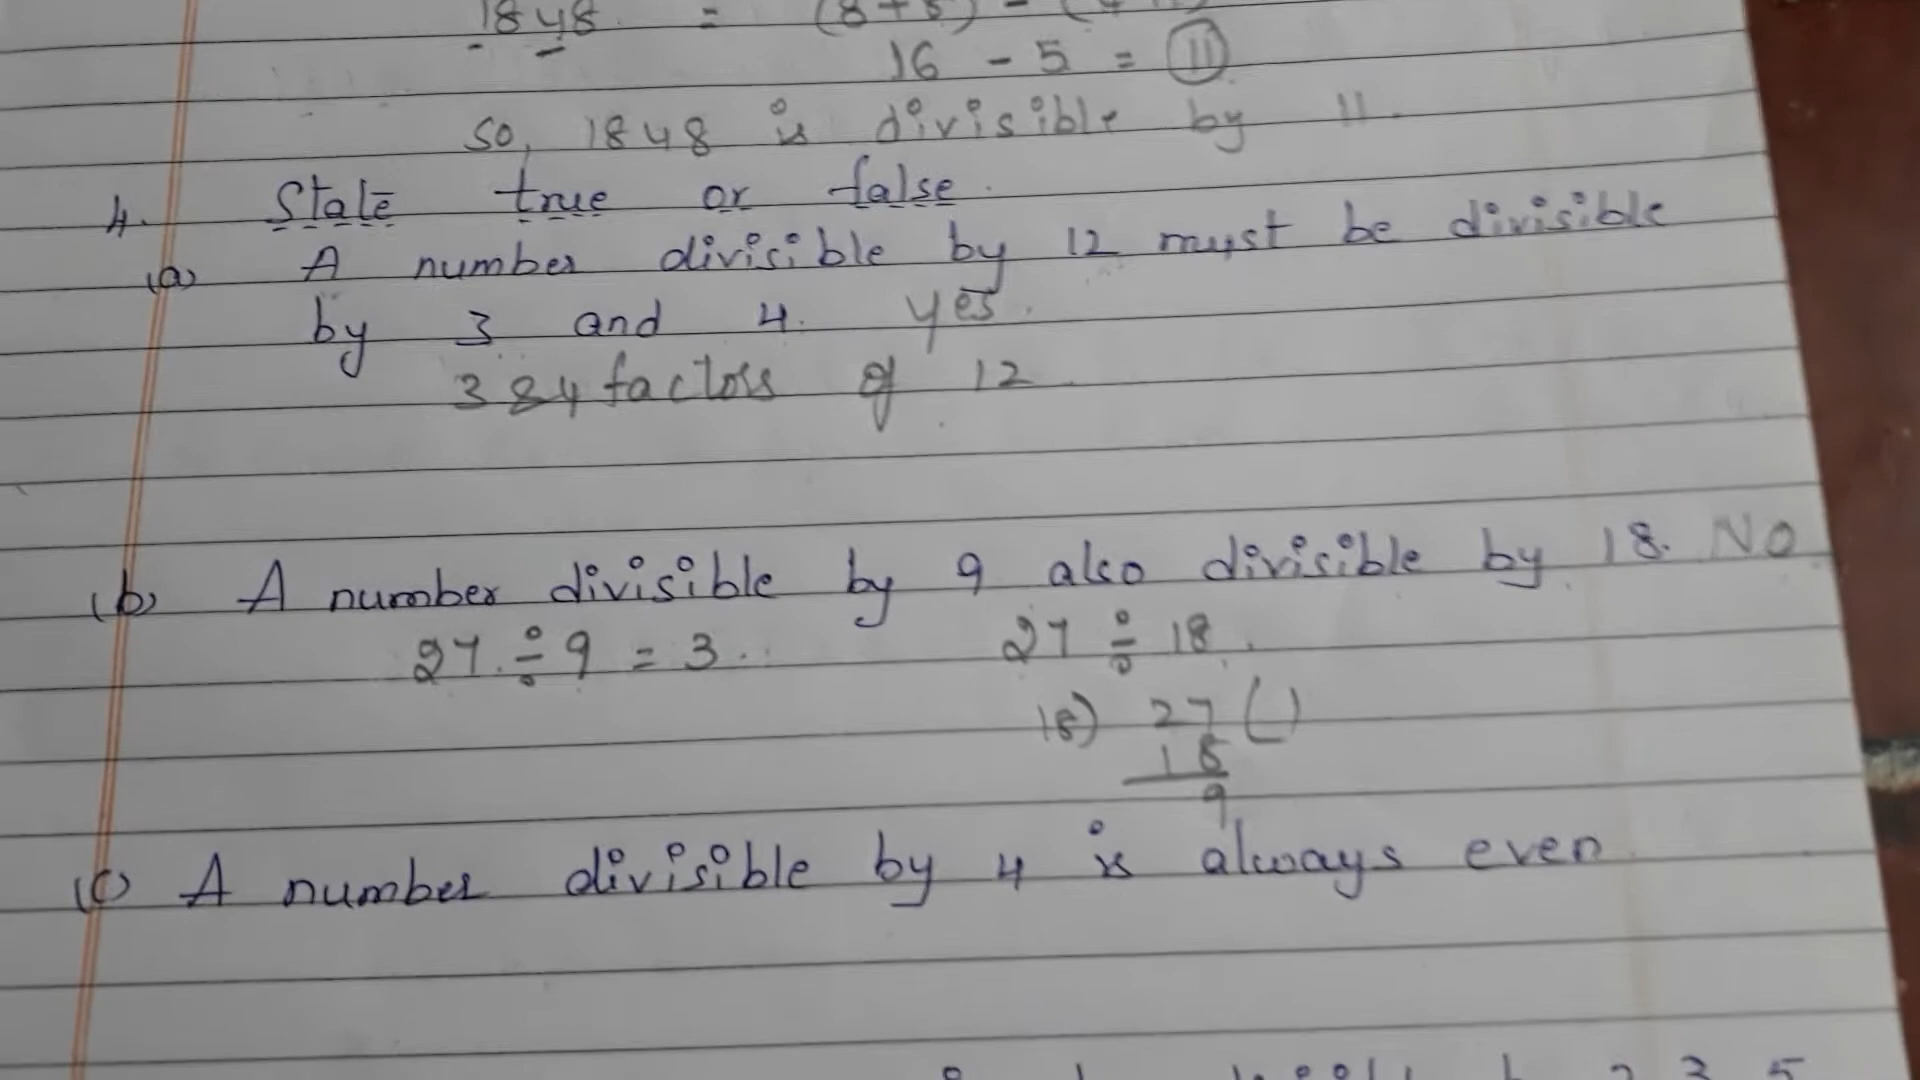 1848 = (8+8) - (4+1)
16 - 5 = 11
So, 1848 is divisible by 11.
4. State true or false.
(a) A number divisible by 12 must be divisible
by 3 and 4. yes.
3 & 4 factors of 12
(b) A number divisible by 9 also divisible by 18. No
27 ÷ 9 = 3. 27 ÷ 18.
18) 27 (1
18
9
(c) A number divisible by 4 is always even